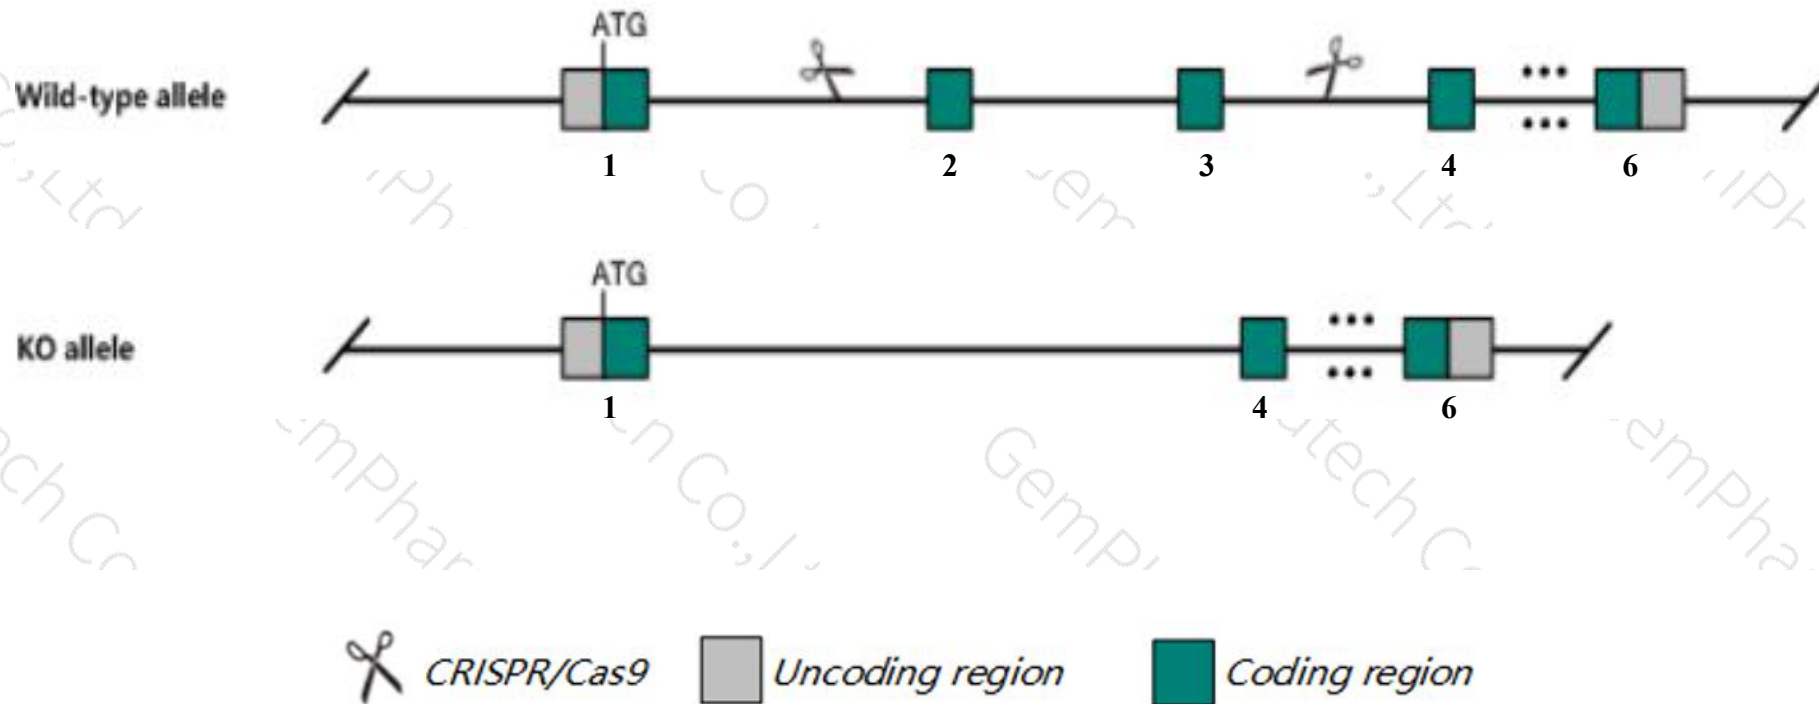 ATG
Wild-type allele
1 2 3 4 6
ATG
KO allele
1 4 6
CRISPR/Cas9 Uncoding region Coding region